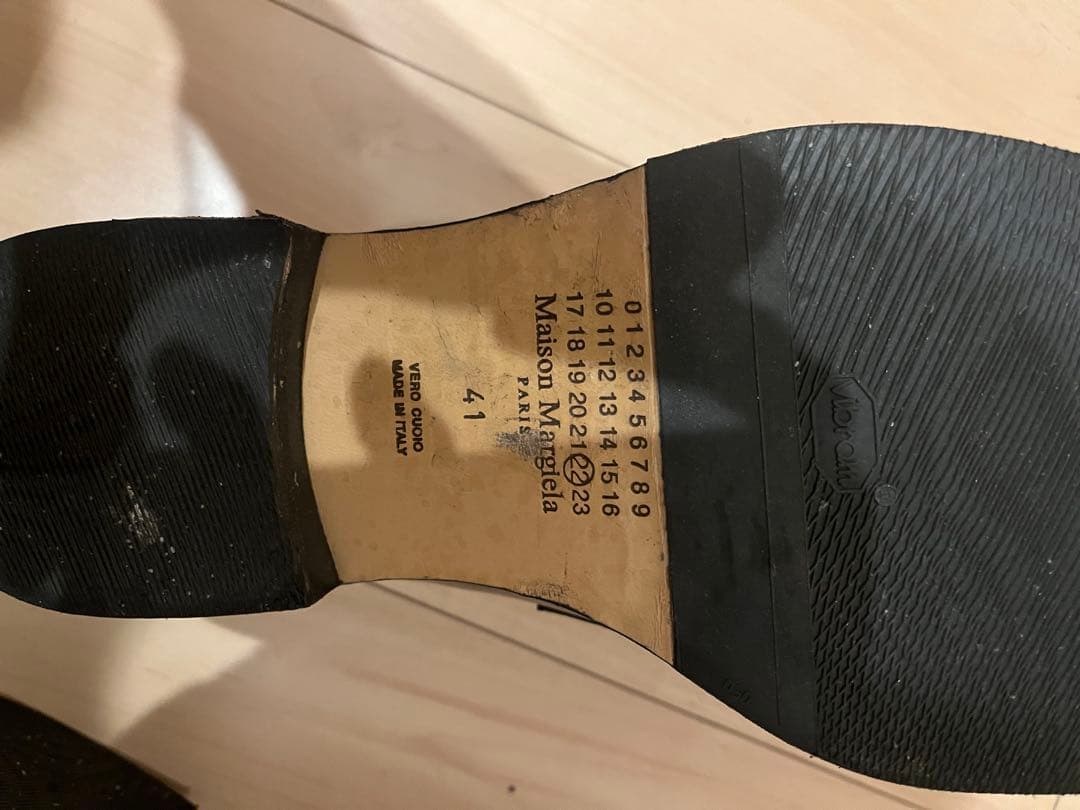 0 1 2 3 4 5 6 7 8 9
10 11 12 13 14 15 16
17 18 19 20 21 22 23
Maison Margiela
PARIS
41
VERO CUOIO
MADE IN ITALY
vibram
®